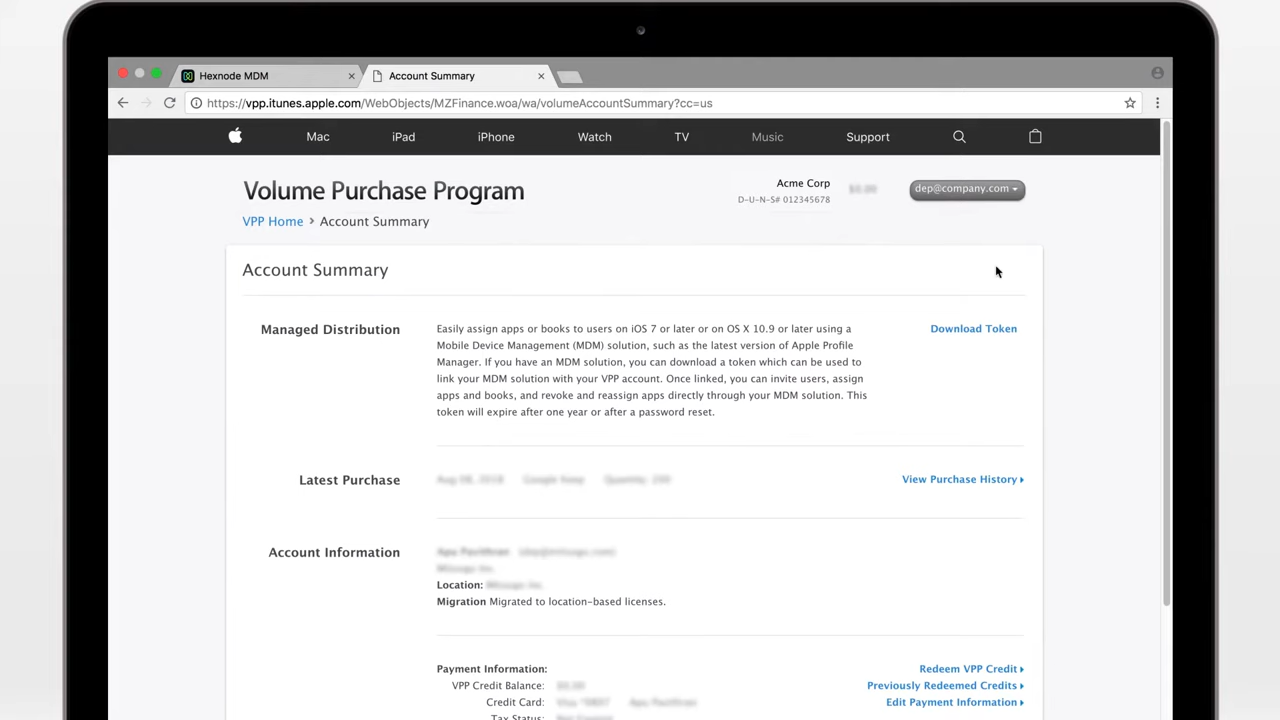 Hexnode MDM
Account Summary
https://vpp.itunes.apple.com/WebObjects/MZFinance.woa/wa/volumeAccountSummary?cc=us
Mac iPad iPhone Watch TV Music Support
Volume Purchase Program
Acme Corp
D-U-N-S# 012345678
dep@company.com
VPP Home > Account Summary
Account Summary
Managed Distribution
Easily assign apps or books to users on iOS 7 or later or on OS X 10.9 or later using a
Mobile Device Management (MDM) solution, such as the latest version of Apple Profile
Manager. If you have an MDM solution, you can download a token which can be used to
link your MDM solution with your VPP account. Once linked, you can invite users, assign
apps and books, and revoke and reassign apps directly through your MDM solution. This
token will expire after one year or after a password reset.
Download Token
Latest Purchase
View Purchase History
Account Information
Location:
Migration Migrated to location-based licenses.
Payment Information:
Redeem VPP Credit
VPP Credit Balance:
Previously Redeemed Credits
Credit Card:
Edit Payment Information
Tax Status: